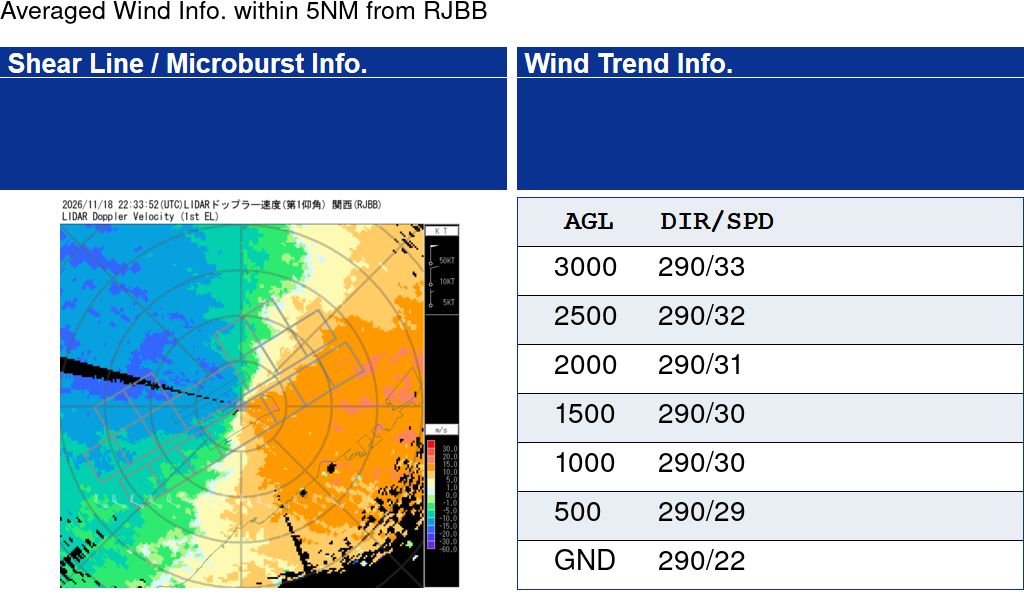 Averaged Wind Info. within 5NM from RJBB
Shear Line / Microburst Info.
Wind Trend Info.
2026/11/18 22:33:52(UTC)LIDARドップラー速度(第1仰角) 関西(RJBB)
LIDAR Doppler Velocity (1st EL)
K T
50KT
10KT
5KT
m/s
30.0
20.0
15.0
10.0
5.0
1.0
0.0
-1.0
-5.0
-10.0
-15.0
-20.0
-30.0
-60.0
AGL DIR/SPD
3000 290/33
2500 290/32
2000 290/31
1500 290/30
1000 290/30
500 290/29
GND 290/22